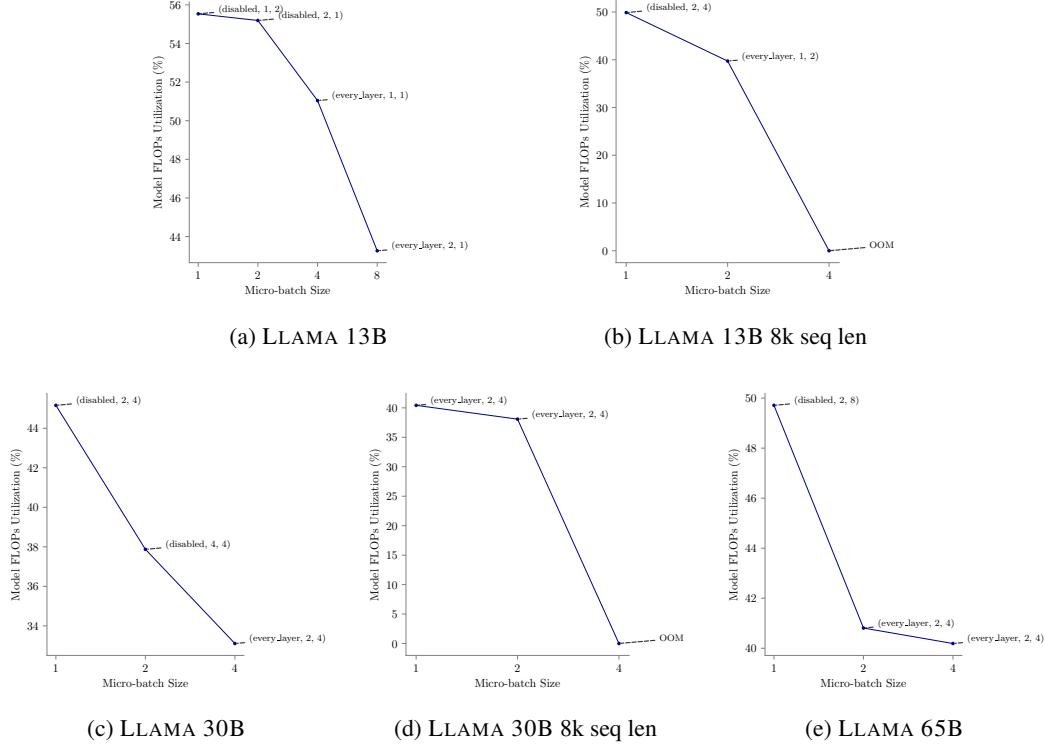 56
54
52
50
48
46
44
Model FLOPs Utilization (%)
(disabled, 1, 2)
(disabled, 2, 1)
(every_layer, 1, 1)
(every_layer, 2, 1)
1 2 4 8
Micro-batch Size
(a) LLAMA 13B
50
40
30
20
10
0
Model FLOPs Utilization (%)
(disabled, 2, 4)
(every_layer, 1, 2)
OOM
1 2 4
Micro-batch Size
(b) LLAMA 13B 8k seq len
44
42
40
38
36
34
Model FLOPs Utilization (%)
(disabled, 2, 4)
(disabled, 4, 4)
(every_layer, 2, 4)
1 2 4
Micro-batch Size
(c) LLAMA 30B
40
35
30
25
20
15
10
5
0
Model FLOPs Utilization (%)
(every_layer, 2, 4)
(every_layer, 2, 4)
OOM
1 2 4
Micro-batch Size
(d) LLAMA 30B 8k seq len
50
48
46
44
42
40
Model FLOPs Utilization (%)
(disabled, 2, 8)
(every_layer, 2, 4)
(every_layer, 2, 4)
1 2 4
Micro-batch Size
(e) LLAMA 65B